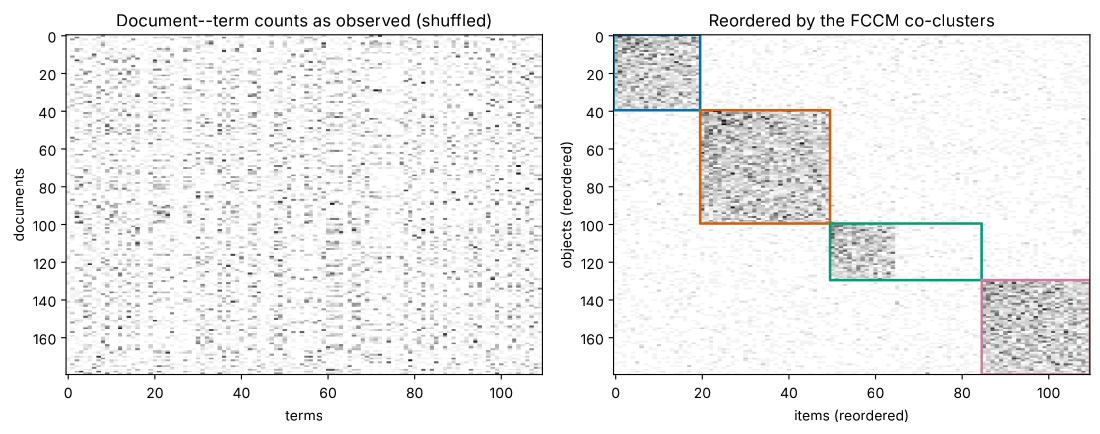 Document--term counts as observed (shuffled)
documents
0
20
40
60
80
100
120
140
160
0 20 40 60 80 100
terms
Reordered by the FCCM co-clusters
objects (reordered)
0
20
40
60
80
100
120
140
160
0 20 40 60 80 100
items (reordered)